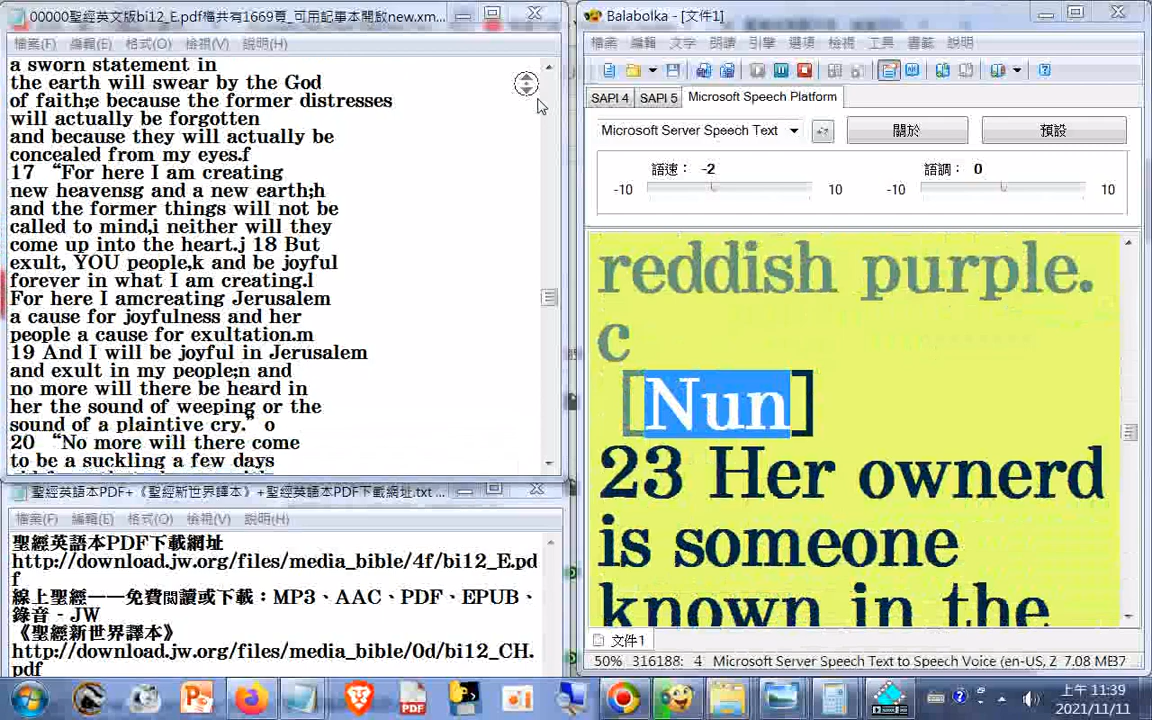 00000聖經英文版bi12_E.pdf檔共有1669頁_可用記事本開啟new.xm...
檔案(F) 編輯(E) 格式(O) 檢視(V) 說明(H)
a sworn statement in
the earth will swear by the God
of faith;e because the former distresses
will actually be forgotten
and because they will actually be
concealed from my eyes.f
17 “For here I am creating
new heavensg and a new earth;h
and the former things will not be
called to mind,i neither will they
come up into the heart.j 18 But
exult, YOU people,k and be joyful
forever in what I am creating.l
For here I amcreating Jerusalem
a cause for joyfulness and her
people a cause for exultation.m
19 And I will be joyful in Jerusalem
and exult in my people;n and
no more will there be heard in
her the sound of weeping or the
sound of a plaintive cry.” o
20 “No more will there come
to be a suckling a few days
聖經英語本PDF+《聖經新世界譯本》+聖經英語本PDF下載網址.txt ...
檔案(F) 編輯(E) 格式(O) 檢視(V) 說明(H)
聖經英語本PDF下載網址
http://download.jw.org/files/media_bible/4f/bi12_E.pd
f
線上聖經——免費閱讀或下載：MP3、AAC、PDF、EPUB、
錄音 - JW
《聖經新世界譯本》
http://download.jw.org/files/media_bible/0d/bi12_CH.
pdf
Balabolka - [文件1]
檔案 編輯 文字 朗讀 引擎 選項 檢視 工具 書籤 說明
SAPI 4 SAPI 5 Microsoft Speech Platform
Microsoft Server Speech Text
關於 預設
語速： -2 語調： 0
-10 10 -10 10
reddish purple.
c
[Nun]
23 Her ownerd
is someone
known in the
文件1
50% 316188: 4 Microsoft Server Speech Text to Speech Voice (en-US, Z 7.08 MB37
上午 11:39
2021/11/11